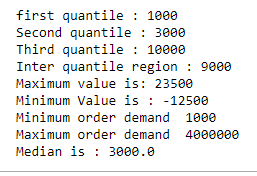 first quantile : 1000
Second quantile : 3000
Third quantile : 10000
Inter quantile region : 9000
Maximum value is: 23500
Minimum Value is : -12500
Minimum order demand  1000
Maximum order demand  4000000
Median is : 3000.0